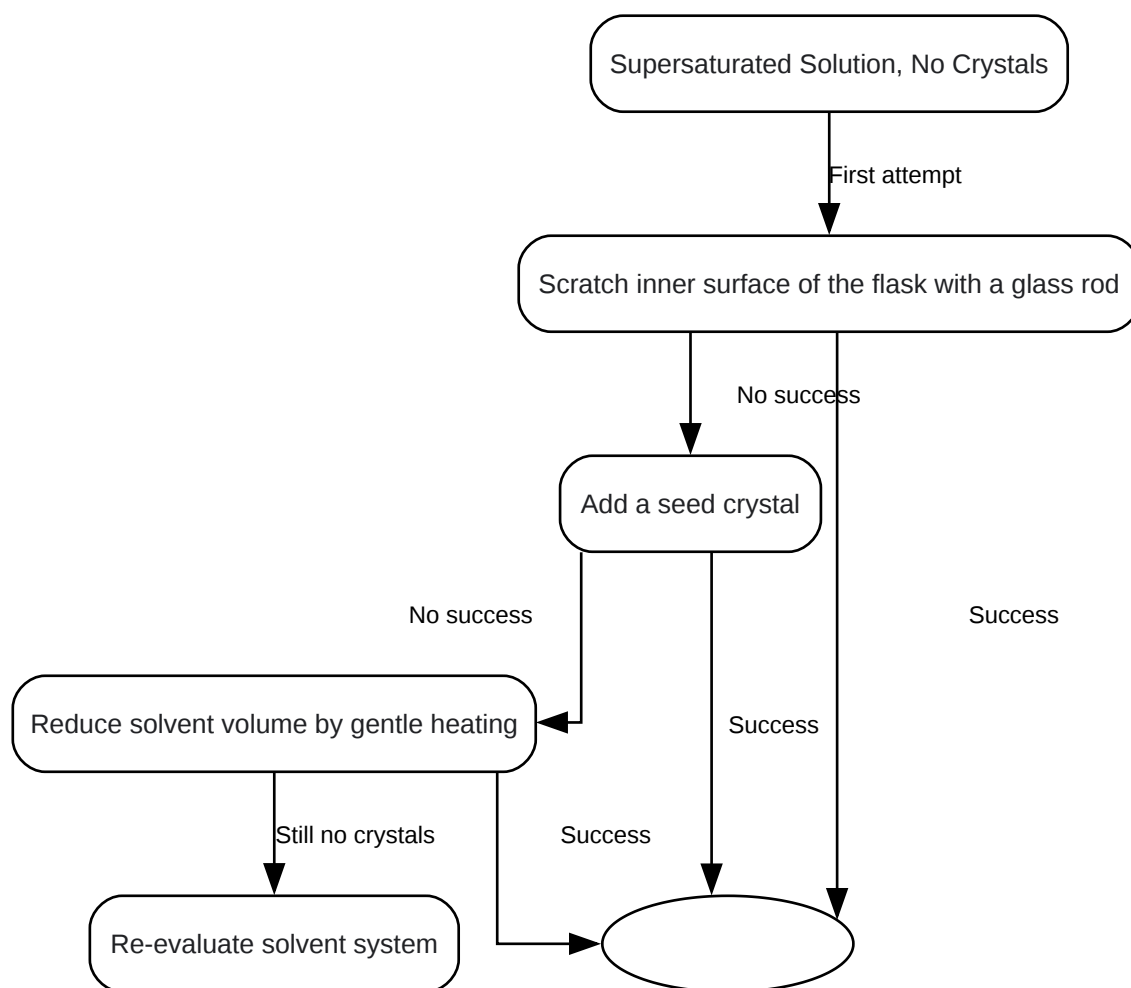 Supersaturated Solution, No Crystals
First attempt
Scratch inner surface of the flask with a glass rod
No success
Add a seed crystal
No success
Success
Reduce solvent volume by gentle heating
Success
Still no crystals
Success
Re-evaluate solvent system